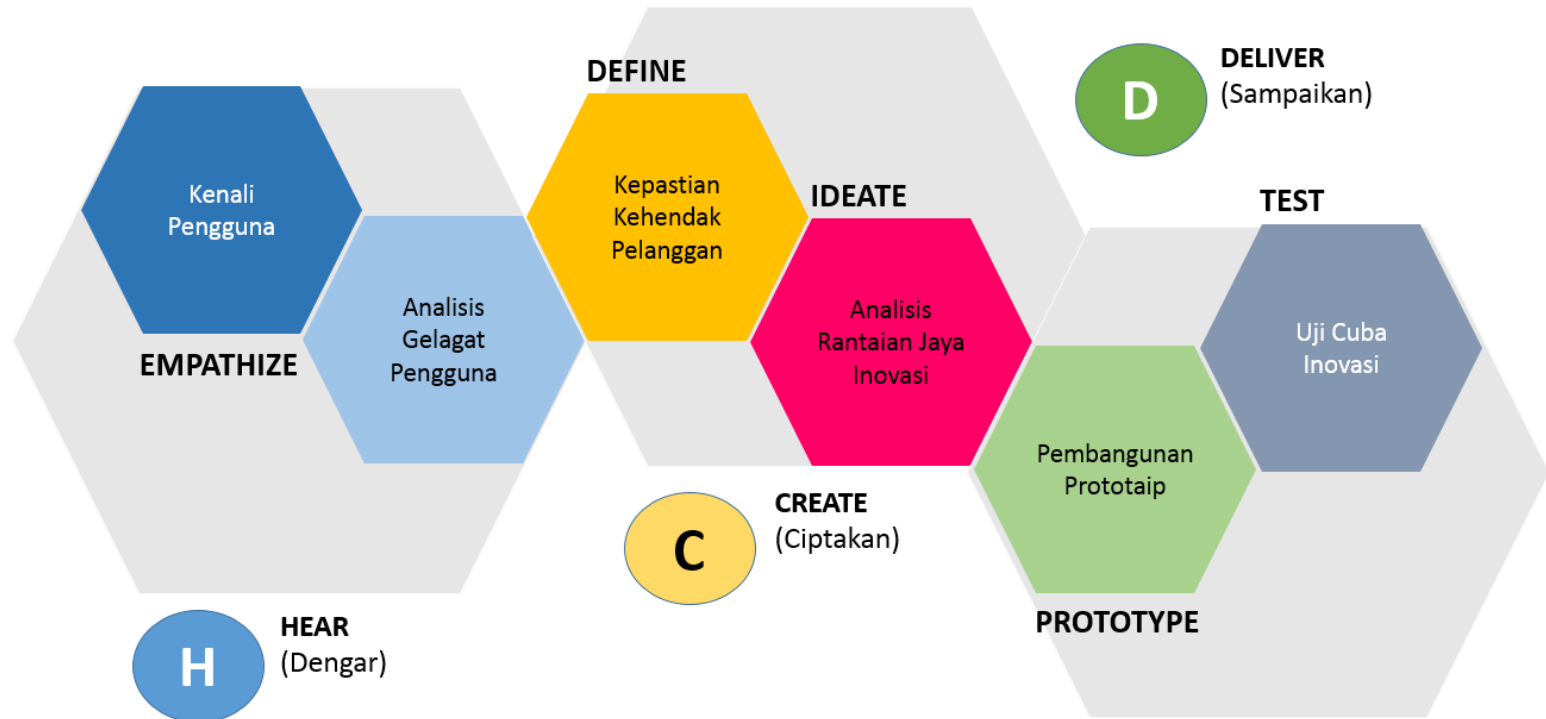 Kenali
Pengguna
EMPATHIZE
Analisis
Gelagat
Pengguna
H
HEAR
(Dengar)
DEFINE
Kepastian
Kehendak
Pelanggan
IDEATE
Analisis
Rantaian Jaya
Inovasi
C
CREATE
(Ciptakan)
D
DELIVER
(Sampaikan)
Pembangunan
Prototaip
PROTOTYPE
TEST
Uji Cuba
Inovasi